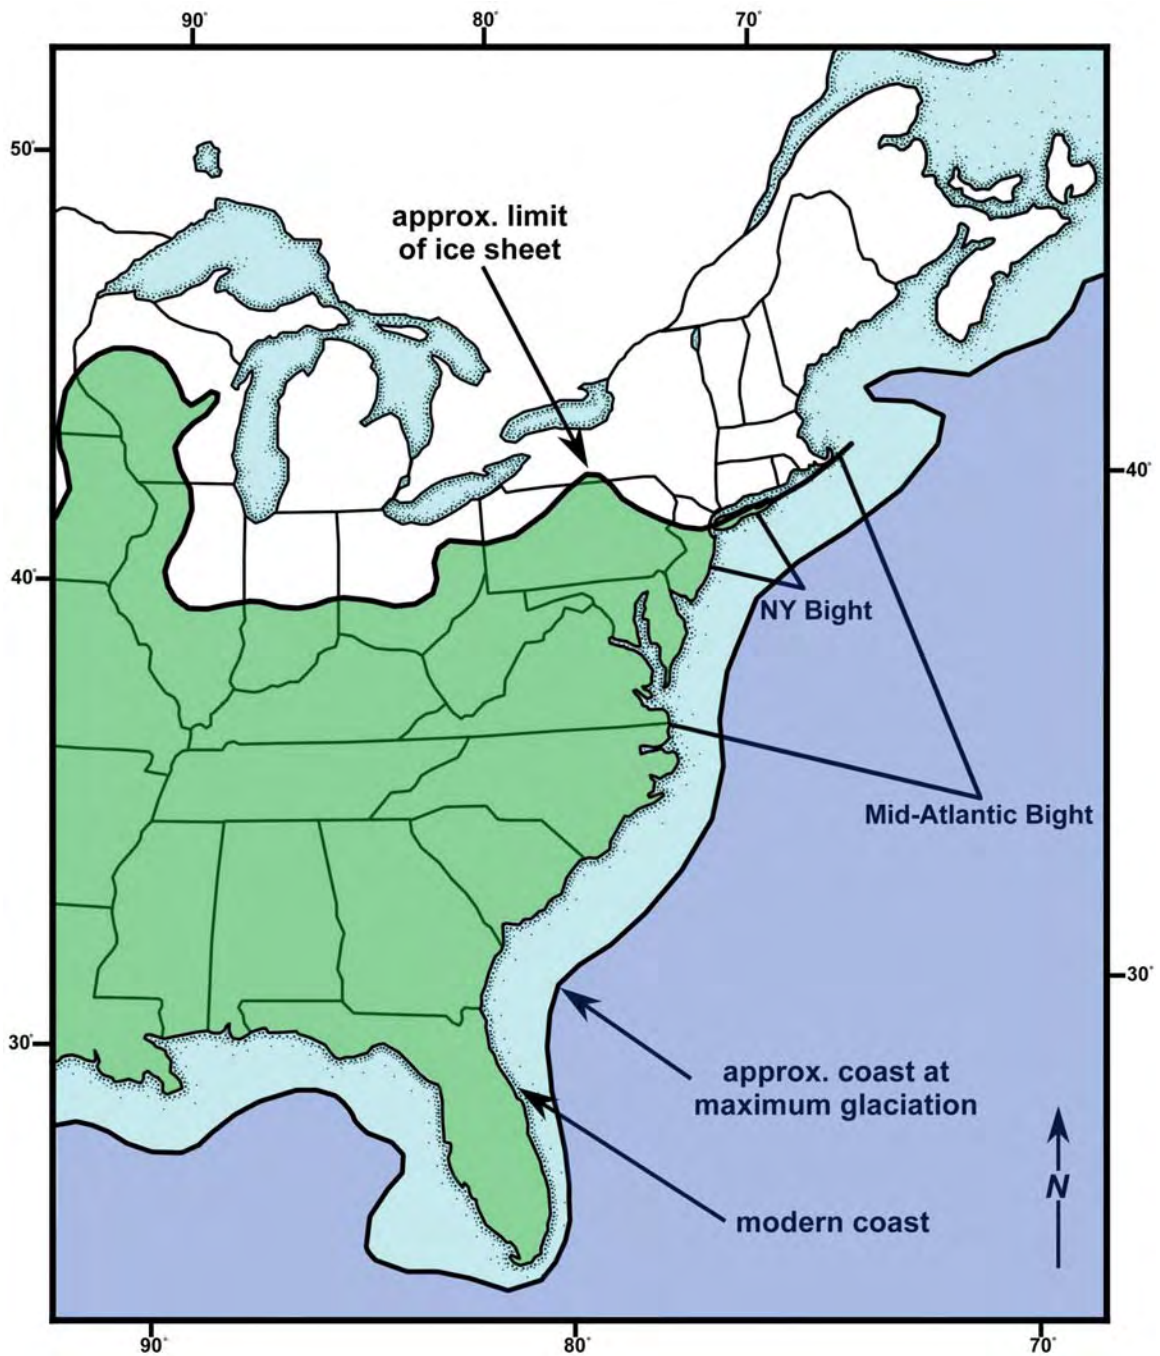 90°
80°
70°
50°
approx. limit
of ice sheet
40°
40°
NY Bight
Mid-Atlantic Bight
30°
30°
approx. coast at
maximum glaciation
N
modern coast
90°
80°
70°